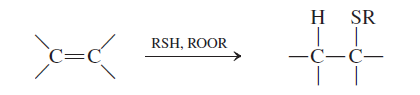 H SR
C=C RSH, ROOR —C—C—